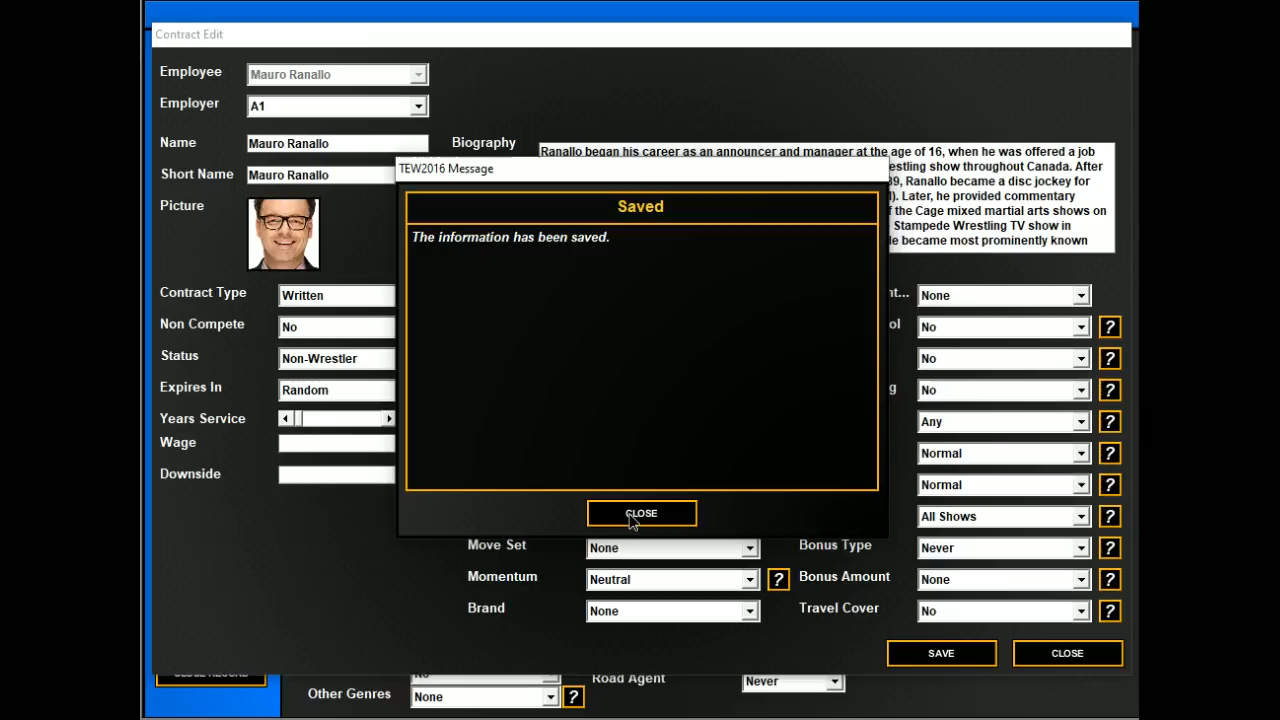 Contract Edit
Employee Mauro Ranallo
Employer A1
Name Mauro Ranallo Biography
Short Name Mauro Ranallo
Picture
Ranallo began his career as an announcer and manager at the age of 16, when he was offered a job
estling show throughout Canada. After
Ranallo became a disc jockey for
Later, he provided commentary
the Cage mixed martial arts shows on
Stampede Wrestling TV show in
became most prominently known
TEW2016 Message
Saved
The information has been saved.
CLOSE
Contract Type Written
Non Compete No
Status Non-Wrestler
Expires In Random
Years Service
Wage
Downside
nt... None
ol No ?
No ?
g No ?
Any ?
Normal ?
Normal ?
All Shows ?
Move Set None Bonus Type Never ?
Momentum Neutral ? Bonus Amount None ?
Brand None Travel Cover No ?
SAVE CLOSE
Road Agent Never
Other Genres None ?